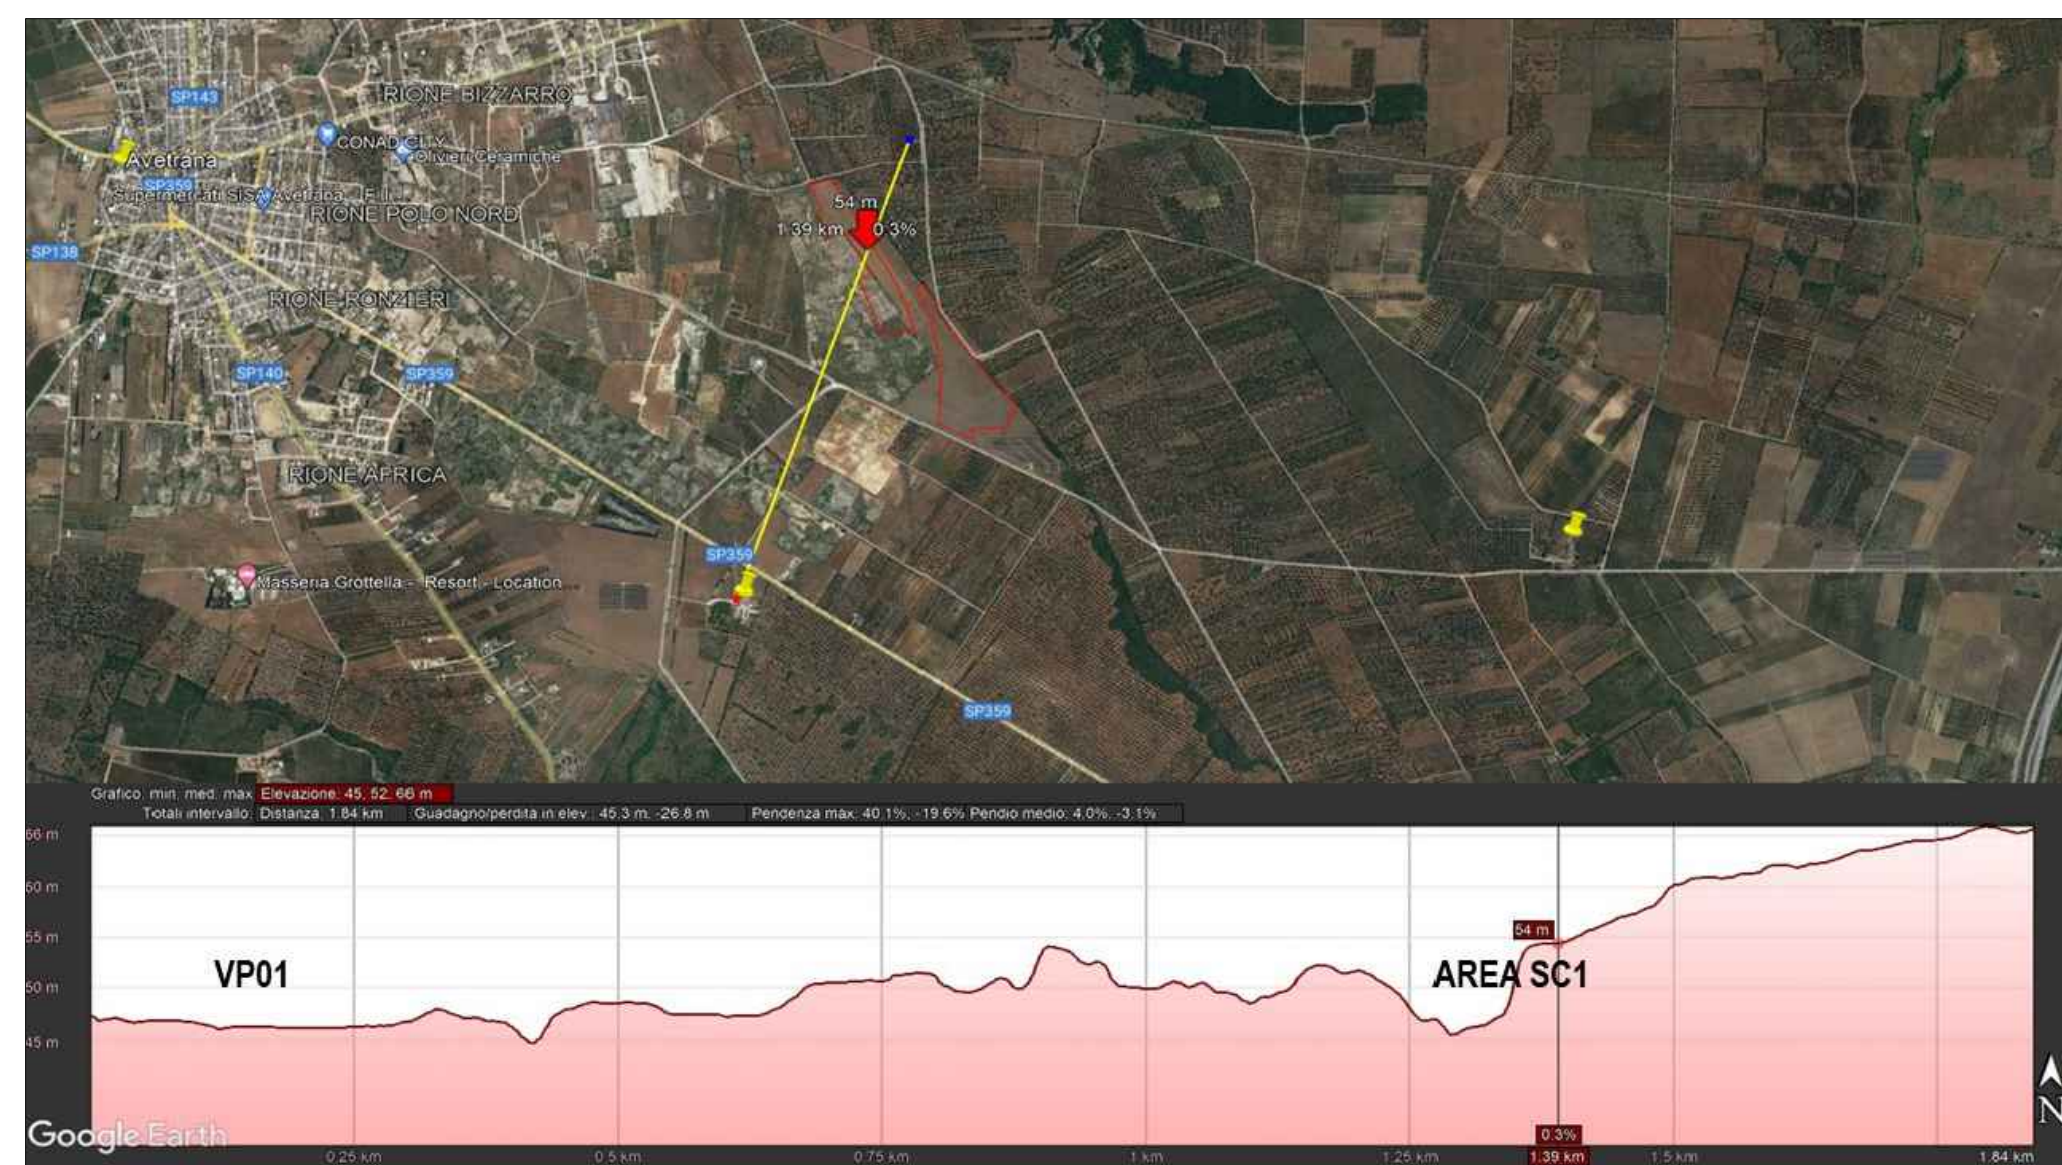 SP143
RIONE BIZZARRO
CONAD CITY
Olivieri Ceramiche
Avetrana
SP359
Supermercati SISA Avetrana
RIONE POLO NORD
54 m
1.39 km 0.3%
SP138
RIONE RONZIERI
SP140
SP359
RIONE AFRICA
SP359
Masseria Grottella - Resort - Location...
SP359
Grafico. min. med. max Elevazione: 45, 52, 66 m
Totali intervallo: Distanza: 1.84 km Guadagno/perdita in elev.: 45.3 m, -26.8 m Pendenza max: 40.1%, -19.6% Pendio medio: 4.0%, -3.1%
66 m
60 m
55 m
54 m
VP01
AREA SC1
50 m
45 m
N
Google Earth
0.3%
0.25 km 0.5 km 0.75 km 1 km 1.25 km 1.39 km 1.5 km 1.84 km